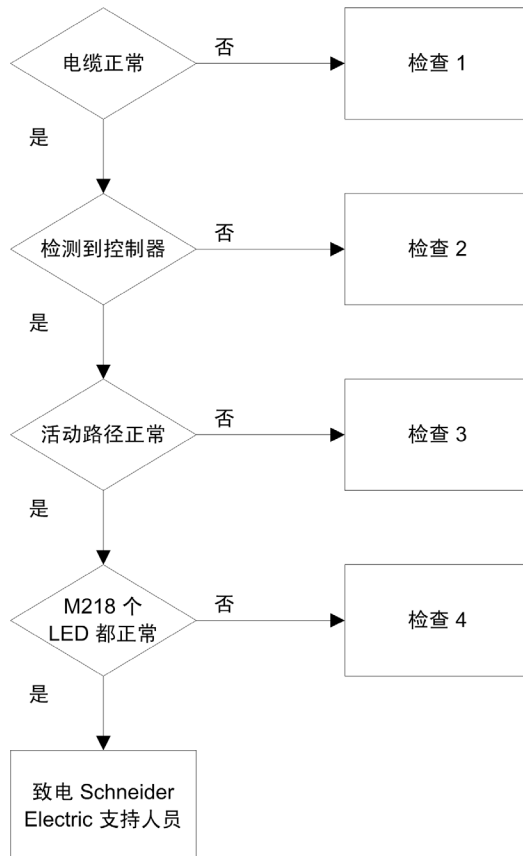 电缆正常
否
检查 1
是
检测到控制器
否
检查 2
是
活动路径正常
否
检查 3
是
M218 个
LED 都正常
否
检查 4
是
致电 Schneider
Electric 支持人员